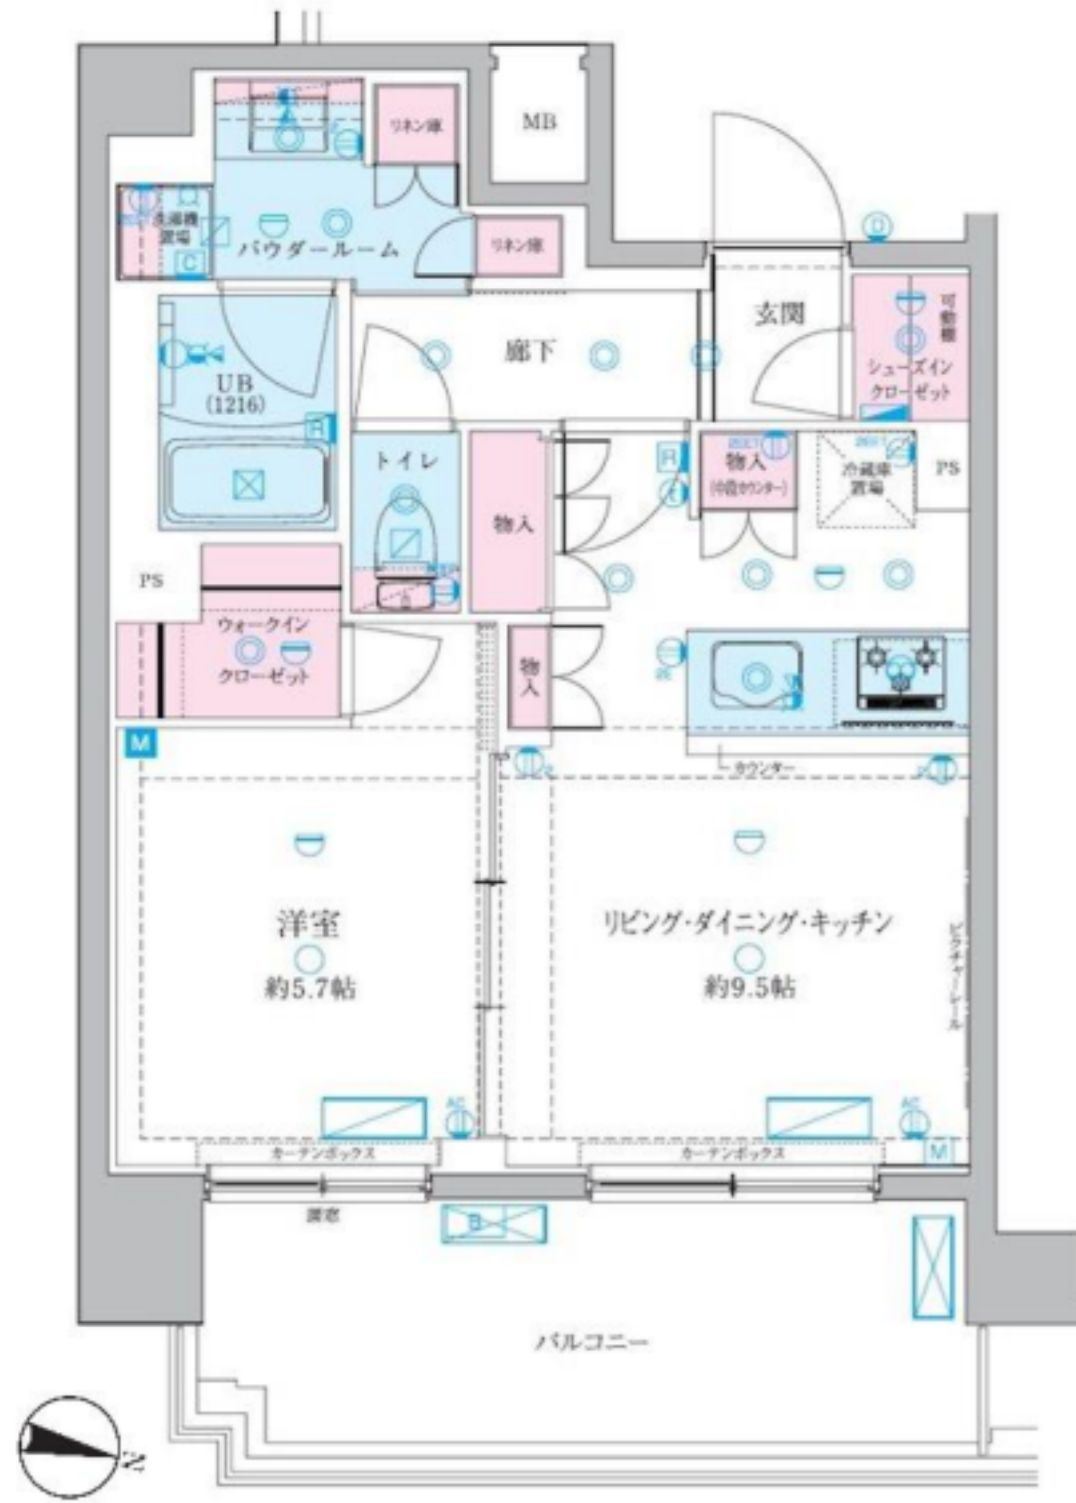 リネン庫
MB
洗濯機
置場
C
パウダールーム
リネン庫
D
玄関
可動棚
シューズイン
クローゼット
廊下
UB
(1216)
R
トイレ
物入
R
E
物入
(中段カウンター)
冷蔵庫
置場
PS
PS
ウォークイン
クローゼット
物入
2E
M
2
カウンター
洋室
約5.7帖
リビング・ダイニング・キッチン
約9.5帖
ピクチャーレール
AC
AC
M
カーテンボックス
カーテンボックス
バルコニー
N